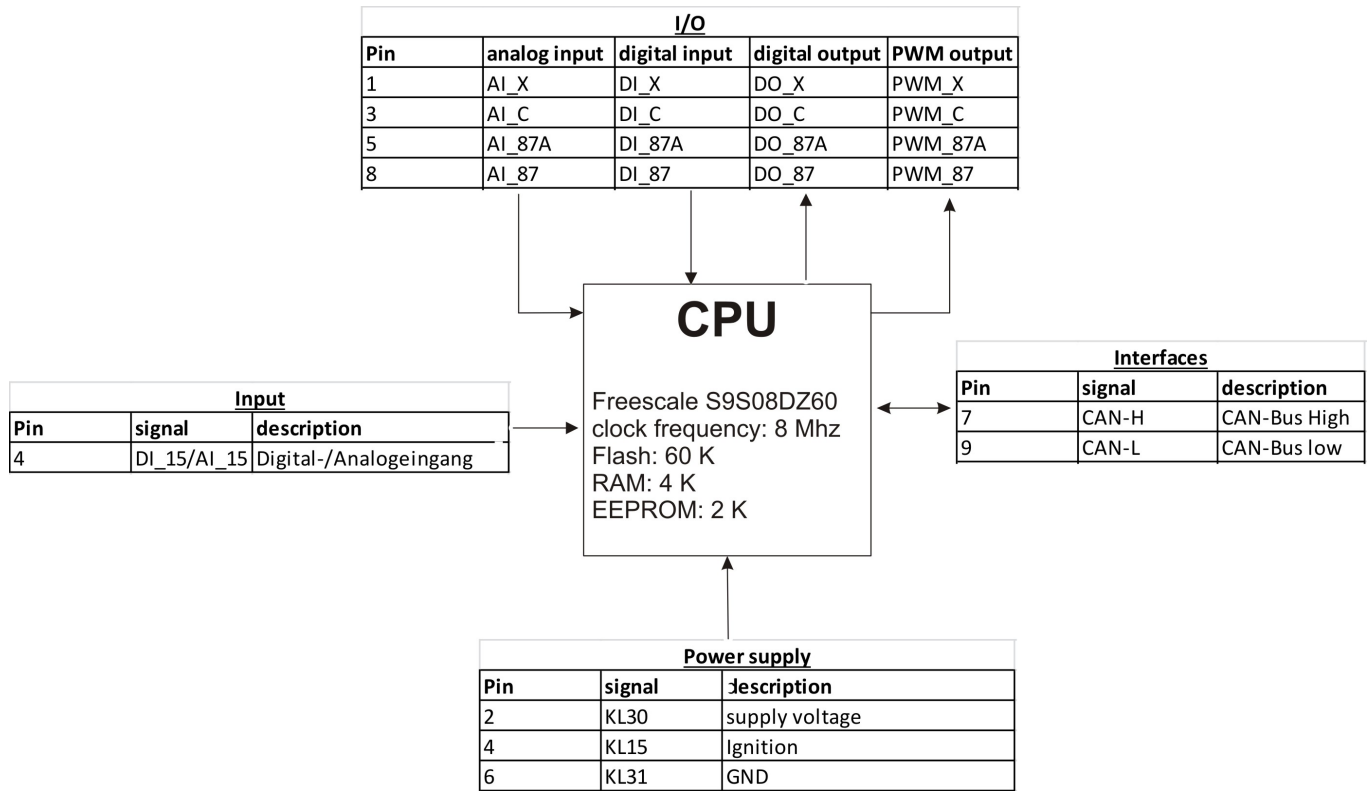 I/O
Pin analog input digital input digital output PWM output
1 AI_X DI_X DO_X PWM_X
3 AI_C DI_C DO_C PWM_C
5 AI_87A DI_87A DO_87A PWM_87A
8 AI_87 DI_87 DO_87 PWM_87
CPU
Freescale S9S08DZ60
clock frequency: 8 Mhz
Flash: 60 K
RAM: 4 K
EEPROM: 2 K
Interfaces
Pin signal description
7 CAN-H CAN-Bus High
9 CAN-L CAN-Bus low
Input
Pin signal description
4 DI_15/AI_15 Digital-/Analogeingang
Power supply
Pin signal description
2 KL30 supply voltage
4 KL15 Ignition
6 KL31 GND